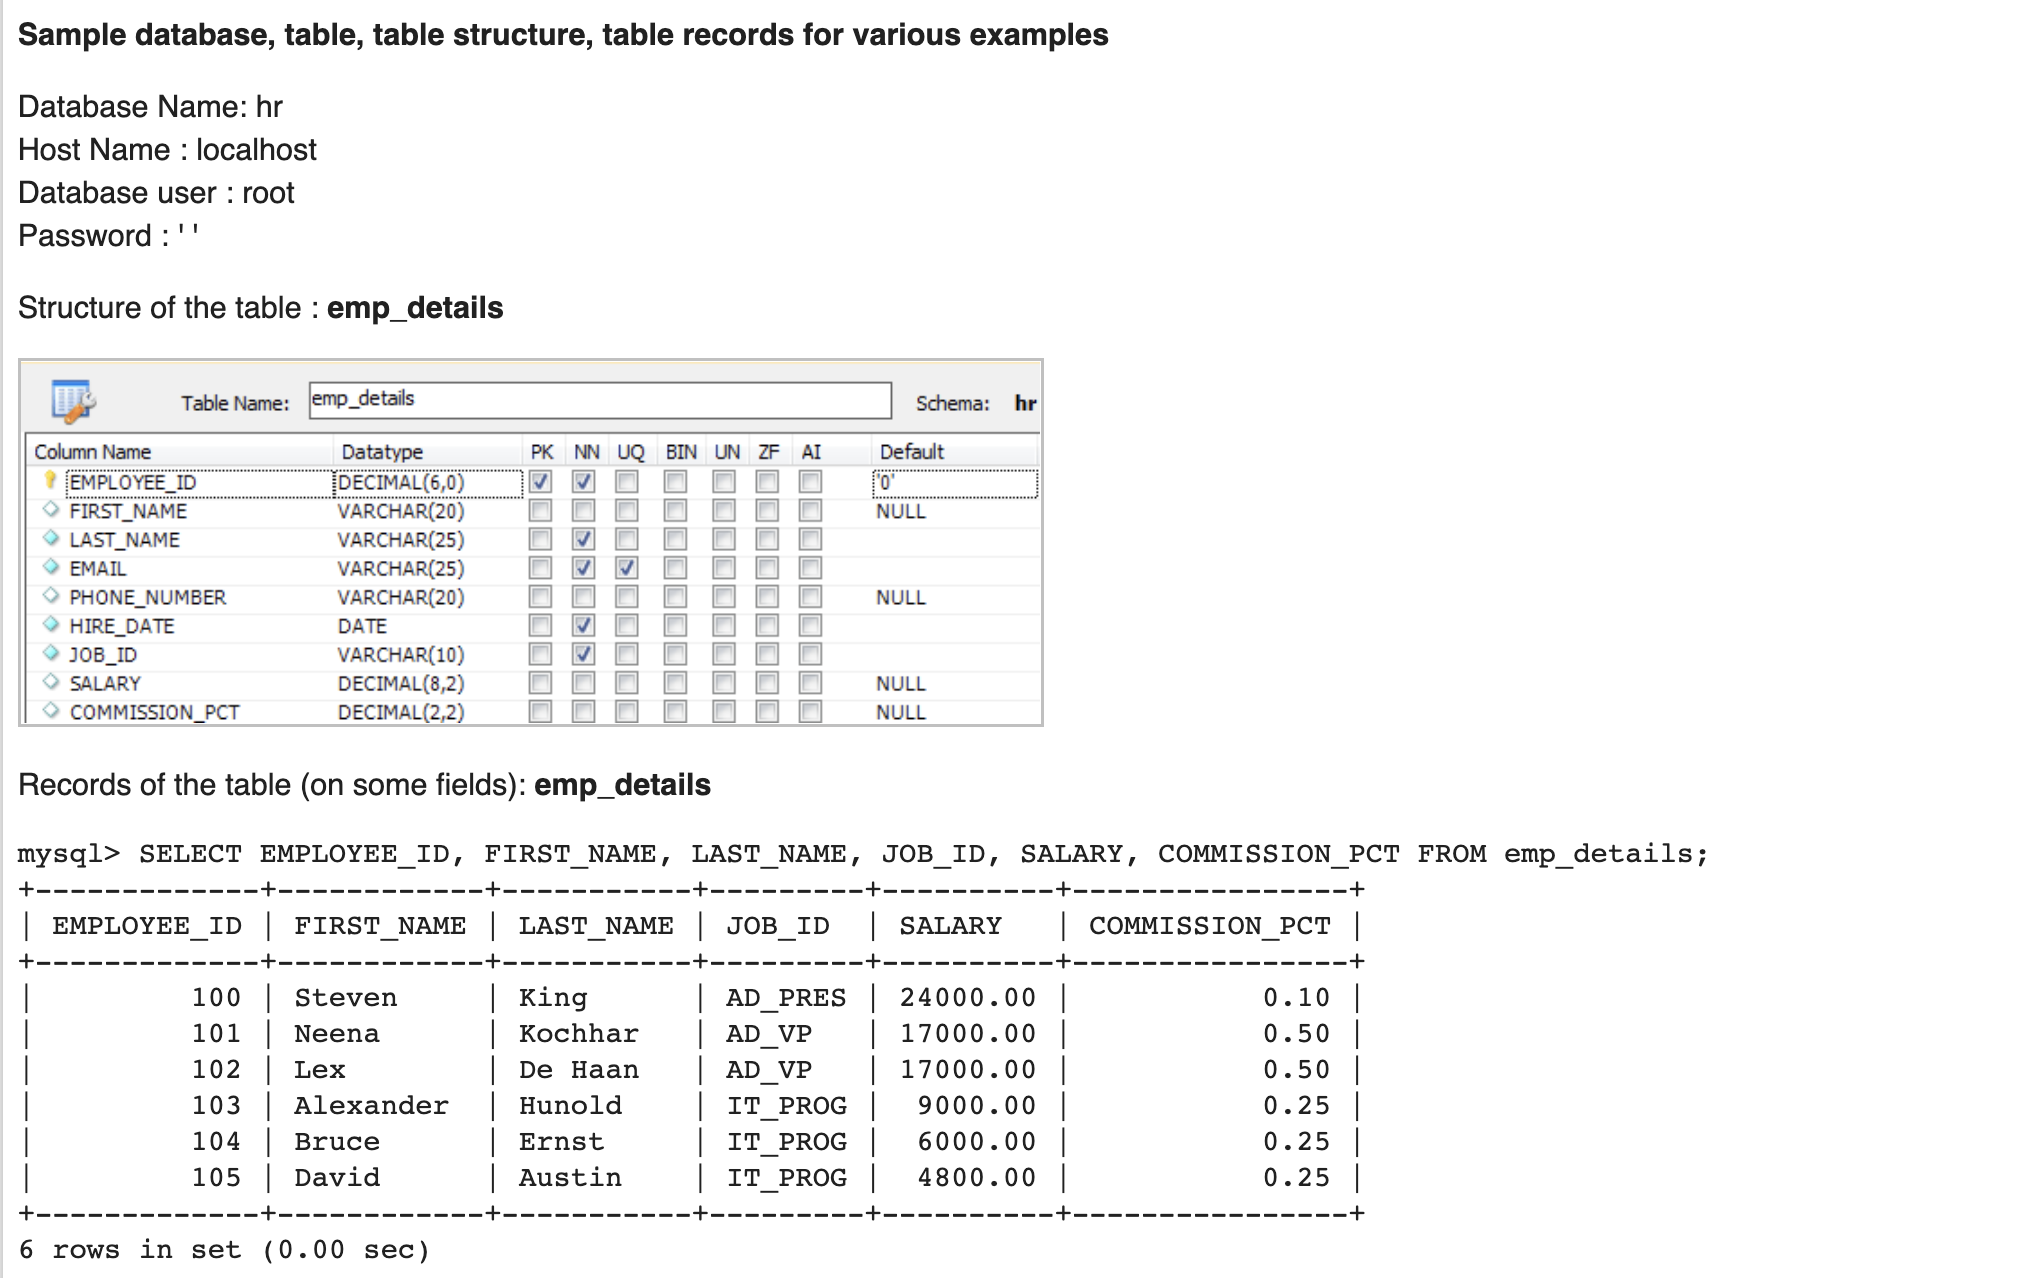 Sample database, table, table structure, table records for various examples
Database Name: hr
Host Name : localhost
Database user : root
Password : ' '
Structure of the table : emp_details
Table Name: emp_details Schema: hr
Column Name Datatype PK NN UQ BIN UN ZF AI Default
EMPLOYEE_ID DECIMAL(6,0) '0'
FIRST_NAME VARCHAR(20) NULL
LAST_NAME VARCHAR(25)
EMAIL VARCHAR(25)
PHONE_NUMBER VARCHAR(20) NULL
HIRE_DATE DATE
JOB_ID VARCHAR(10)
SALARY DECIMAL(8,2) NULL
COMMISSION_PCT DECIMAL(2,2) NULL
Records of the table (on some fields): emp_details
mysql> SELECT EMPLOYEE_ID, FIRST_NAME, LAST_NAME, JOB_ID, SALARY, COMMISSION_PCT FROM emp_details;
+-------------+------------+-----------+---------+----------+----------------+
| EMPLOYEE_ID | FIRST_NAME | LAST_NAME | JOB_ID  | SALARY   | COMMISSION_PCT |
+-------------+------------+-----------+---------+----------+----------------+
|         100 | Steven     | King      | AD_PRES | 24000.00 |           0.10 |
|         101 | Neena      | Kochhar   | AD_VP   | 17000.00 |           0.50 |
|         102 | Lex        | De Haan   | AD_VP   | 17000.00 |           0.50 |
|         103 | Alexander  | Hunold    | IT_PROG |  9000.00 |           0.25 |
|         104 | Bruce      | Ernst     | IT_PROG |  6000.00 |           0.25 |
|         105 | David      | Austin    | IT_PROG |  4800.00 |           0.25 |
+-------------+------------+-----------+---------+----------+----------------+
6 rows in set (0.00 sec)